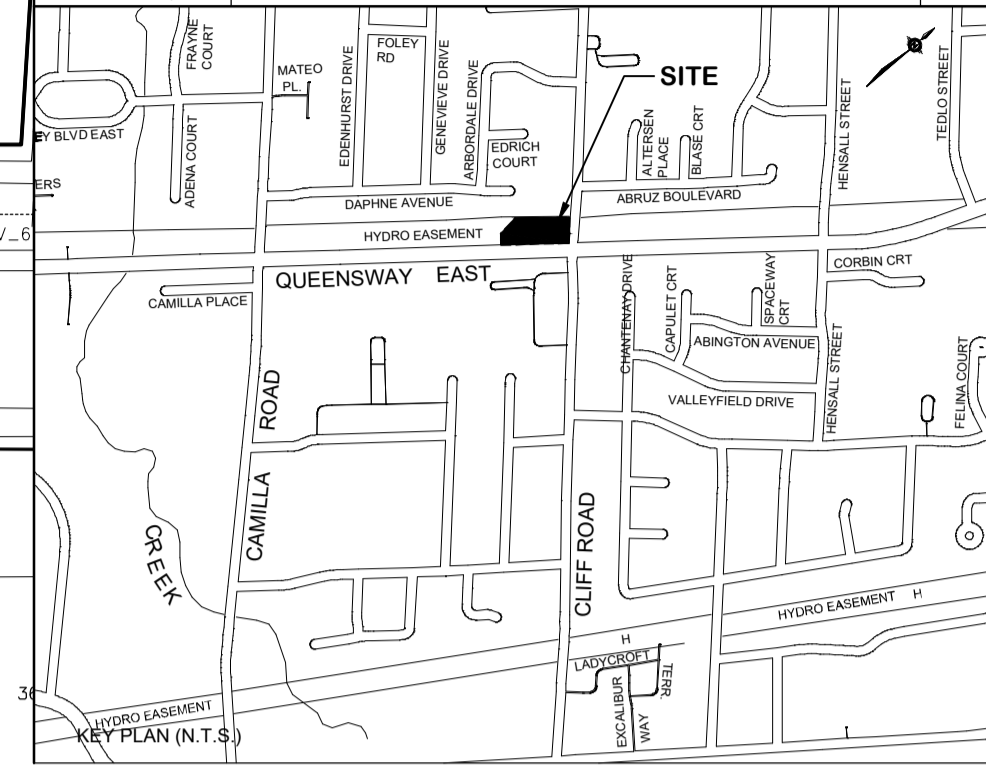 FRAYNE
COURT
FOLEY
RD
MATEO
PL.
EDENHURST DRIVE
GENEVIEVE DRIVE
ARBORDALE DRIVE
SITE
HENSALL STREET
TEDLO STREET
EY BLVD EAST
ADENA COURT
EDRICH
COURT
ALTERSEN
PLACE
BLASE CRT
ERS
DAPHNE AVENUE
ABRUZ BOULEVARD
HYDRO EASEMENT
QUEENSWAY EAST
CORBIN CRT
CAMILLA PLACE
CHANTENAY DRIVE
CAPULET CRT
SPACEWAY
CRT
ABINGTON AVENUE
HENSALL STREET
VALLEYFIELD DRIVE
FELINA COURT
CAMILLA ROAD
CREEK
CLIFF ROAD
HYDRO EASEMENT H
H
LADYCROFT
TERR.
EXCALIBUR
WAY
HYDRO EASEMENT
KEY PLAN (N.T.S.)